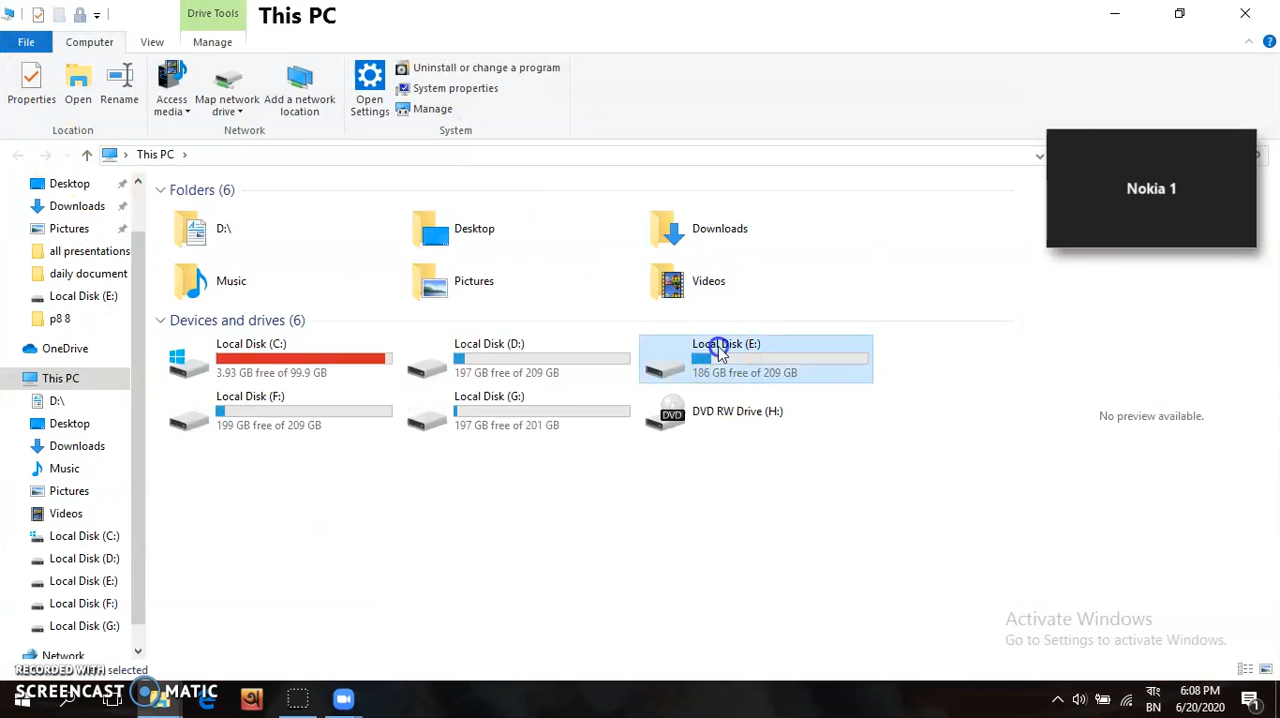 Drive Tools
This PC
File
Computer
View
Manage
Properties
Open
Rename
Access media
Map network drive
Add a network location
Open Settings
Uninstall or change a program
System properties
Manage
Location
Network
System
This PC
Nokia 1
Desktop
Downloads
Pictures
all presentations
daily document
Local Disk (E:)
p8 8
OneDrive
This PC
D:\
Desktop
Downloads
Music
Pictures
Videos
Local Disk (C:)
Local Disk (D:)
Local Disk (E:)
Local Disk (F:)
Local Disk (G:)
Network
Folders (6)
D:\
Desktop
Downloads
Music
Pictures
Videos
Devices and drives (6)
Local Disk (C:)
3.93 GB free of 99.9 GB
Local Disk (D:)
197 GB free of 209 GB
Local Disk (E:)
186 GB free of 209 GB
Local Disk (F:)
199 GB free of 209 GB
Local Disk (G:)
197 GB free of 201 GB
DVD
DVD RW Drive (H:)
No preview available.
Activate Windows
Go to Settings to activate Windows.
RECORDED WITH
selected
SCREENCAST MATIC
বাং
BN
6:08 PM
6/20/2020
1